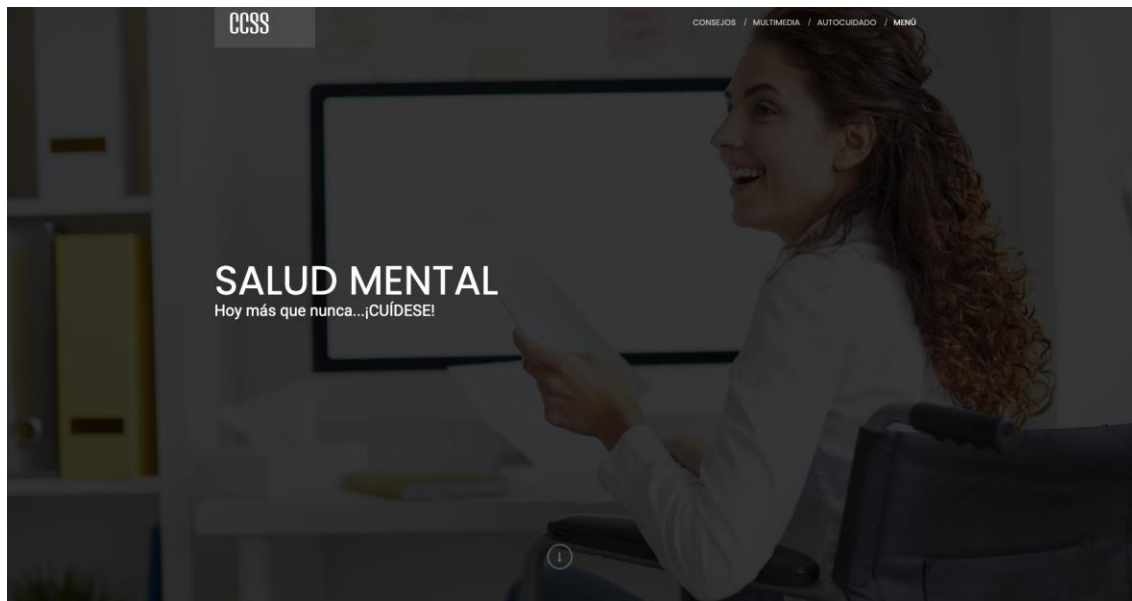 CCSS
CONSEJOS / MULTIMEDIA / AUTOCUIDADO / MENÚ
SALUD MENTAL
Hoy más que nunca...¡CUÍDESE!